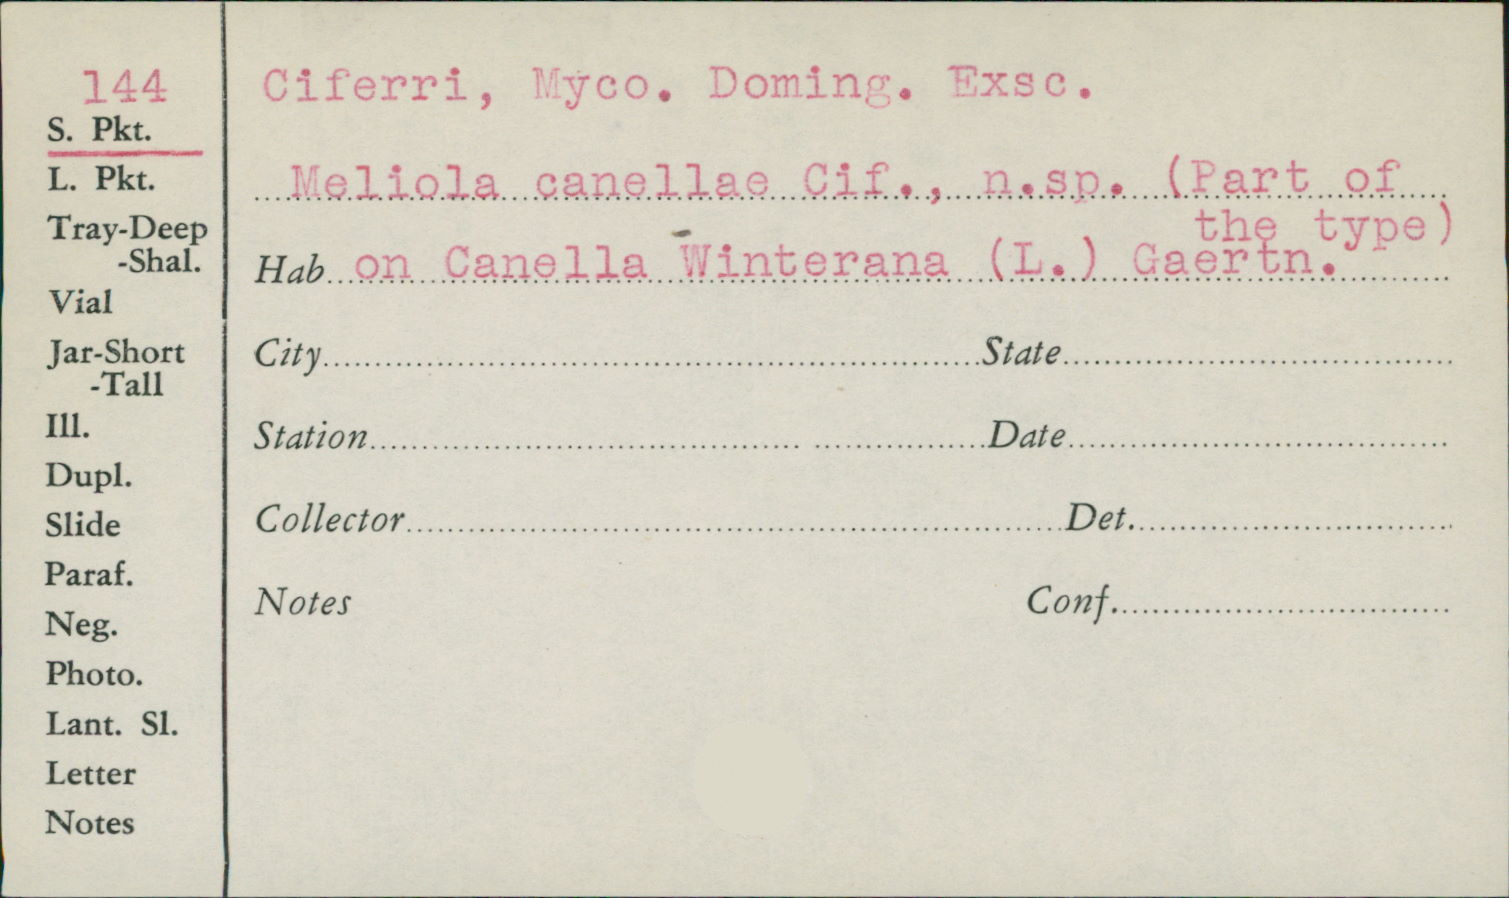 144
S. Pkt.
L. Pkt.
Tray-Deep
-Shal.
Vial
Jar-Short
-Tall
Ill.
Dupl.
Slide
Paraf.
Neg.
Photo.
Lant. Sl.
Letter
Notes
Ciferri, Myco. Doming. Exsc.
Meliola canellae Cif., n.sp. (Part of
the type)
Hab on Canella Winterana (L.) Gaertn.
City State
Station Date
Collector Det.
Notes Conf.